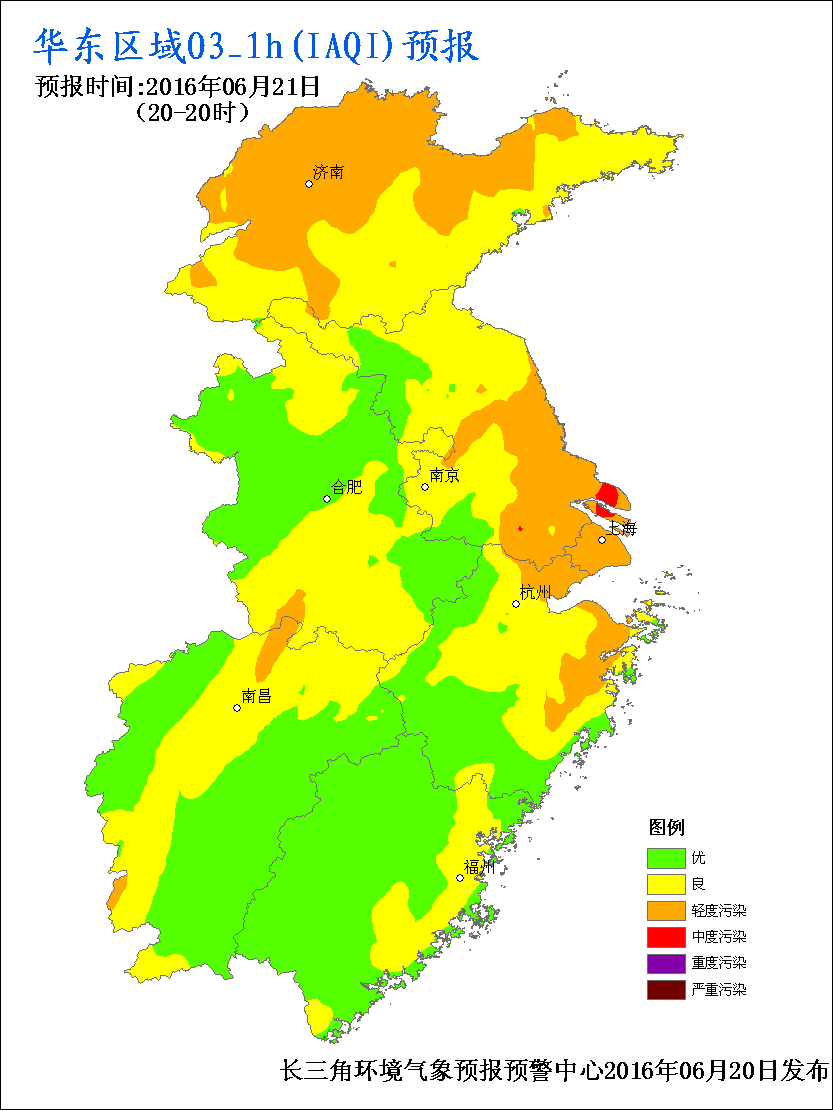 华东区域O3_1h(IAQI)预报
预报时间:2016年06月21日
(20-20时)
济南
南京
合肥
上海
杭州
南昌
福州
图例
优
良
轻度污染
中度污染
重度污染
严重污染
长三角环境气象预报预警中心2016年06月20日发布